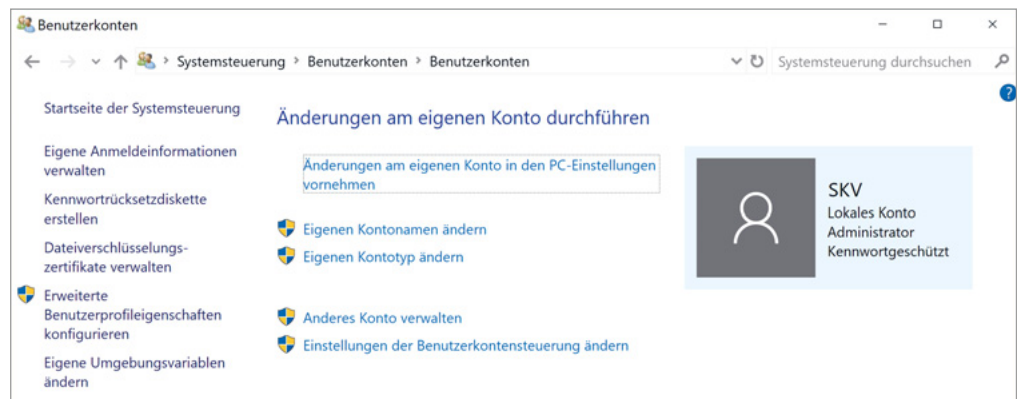 Benutzerkonten
Systemsteuerung > Benutzerkonten > Benutzerkonten
Systemsteuerung durchsuchen
Startseite der Systemsteuerung
Eigene Anmeldeinformationen
verwalten
Kennwortrücksetzdiskette
erstellen
Dateiverschlüsselungs-
zertifikate verwalten
Erweiterte
Benutzerprofileigenschaften
konfigurieren
Eigene Umgebungsvariablen
ändern
Änderungen am eigenen Konto durchführen
Änderungen am eigenen Konto in den PC-Einstellungen
vornehmen
Eigenen Kontonamen ändern
Eigenen Kontotyp ändern
Anderes Konto verwalten
Einstellungen der Benutzerkontensteuerung ändern
SKV
Lokales Konto
Administrator
Kennwortgeschützt